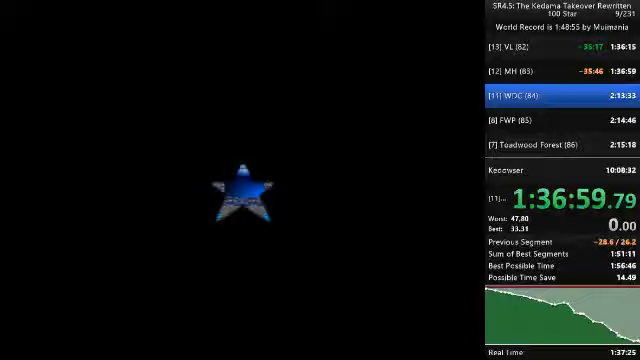 SR4.5: The Kedama Takeover Rewritten
100 Star 9/231
World Record is 1:48:55 by Muimania
[13] VL (82) -35:17 1:36:15
[12] MH (83) -35:46 1:36:59
[11] WDC (84) 2:13:33
[8] FWP (85) 2:14:46
[7] Toadwood Forest (86) 2:15:18
Kedowser 10:08:32
[11]... 1:36:59.79
Worst: 47.80
Best: 33.31 0.00
Previous Segment -28.6 / 26.2
Sum of Best Segments 1:51:11
Best Possible Time 1:56:46
Possible Time Save 14.49
Real Time 1:37:25